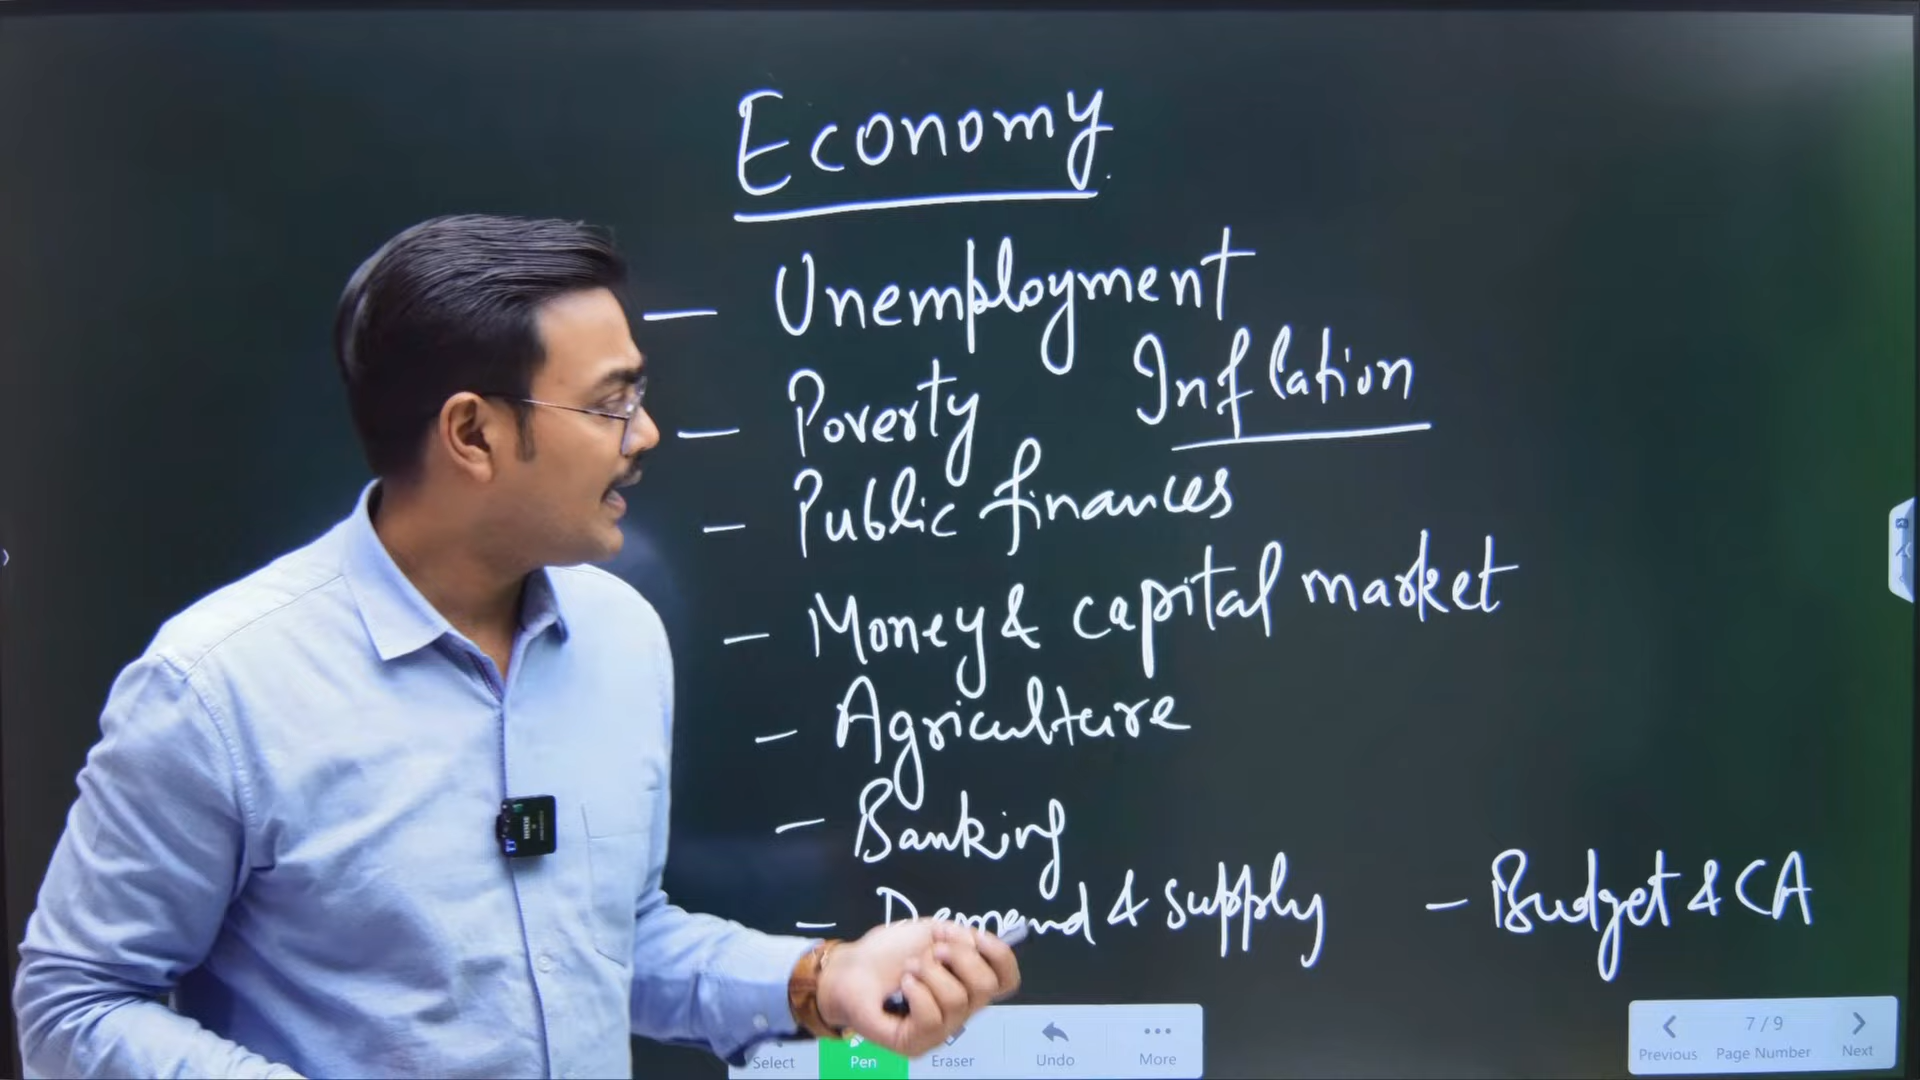 Economy
— Unemployment
Inflation
— Poverty
— Public finances
— Money & capital market
— Agriculture
— Banking
— Demand & supply
— Budget & CA
Select Pen Eraser Undo More
7 / 9
Previous Page Number Next